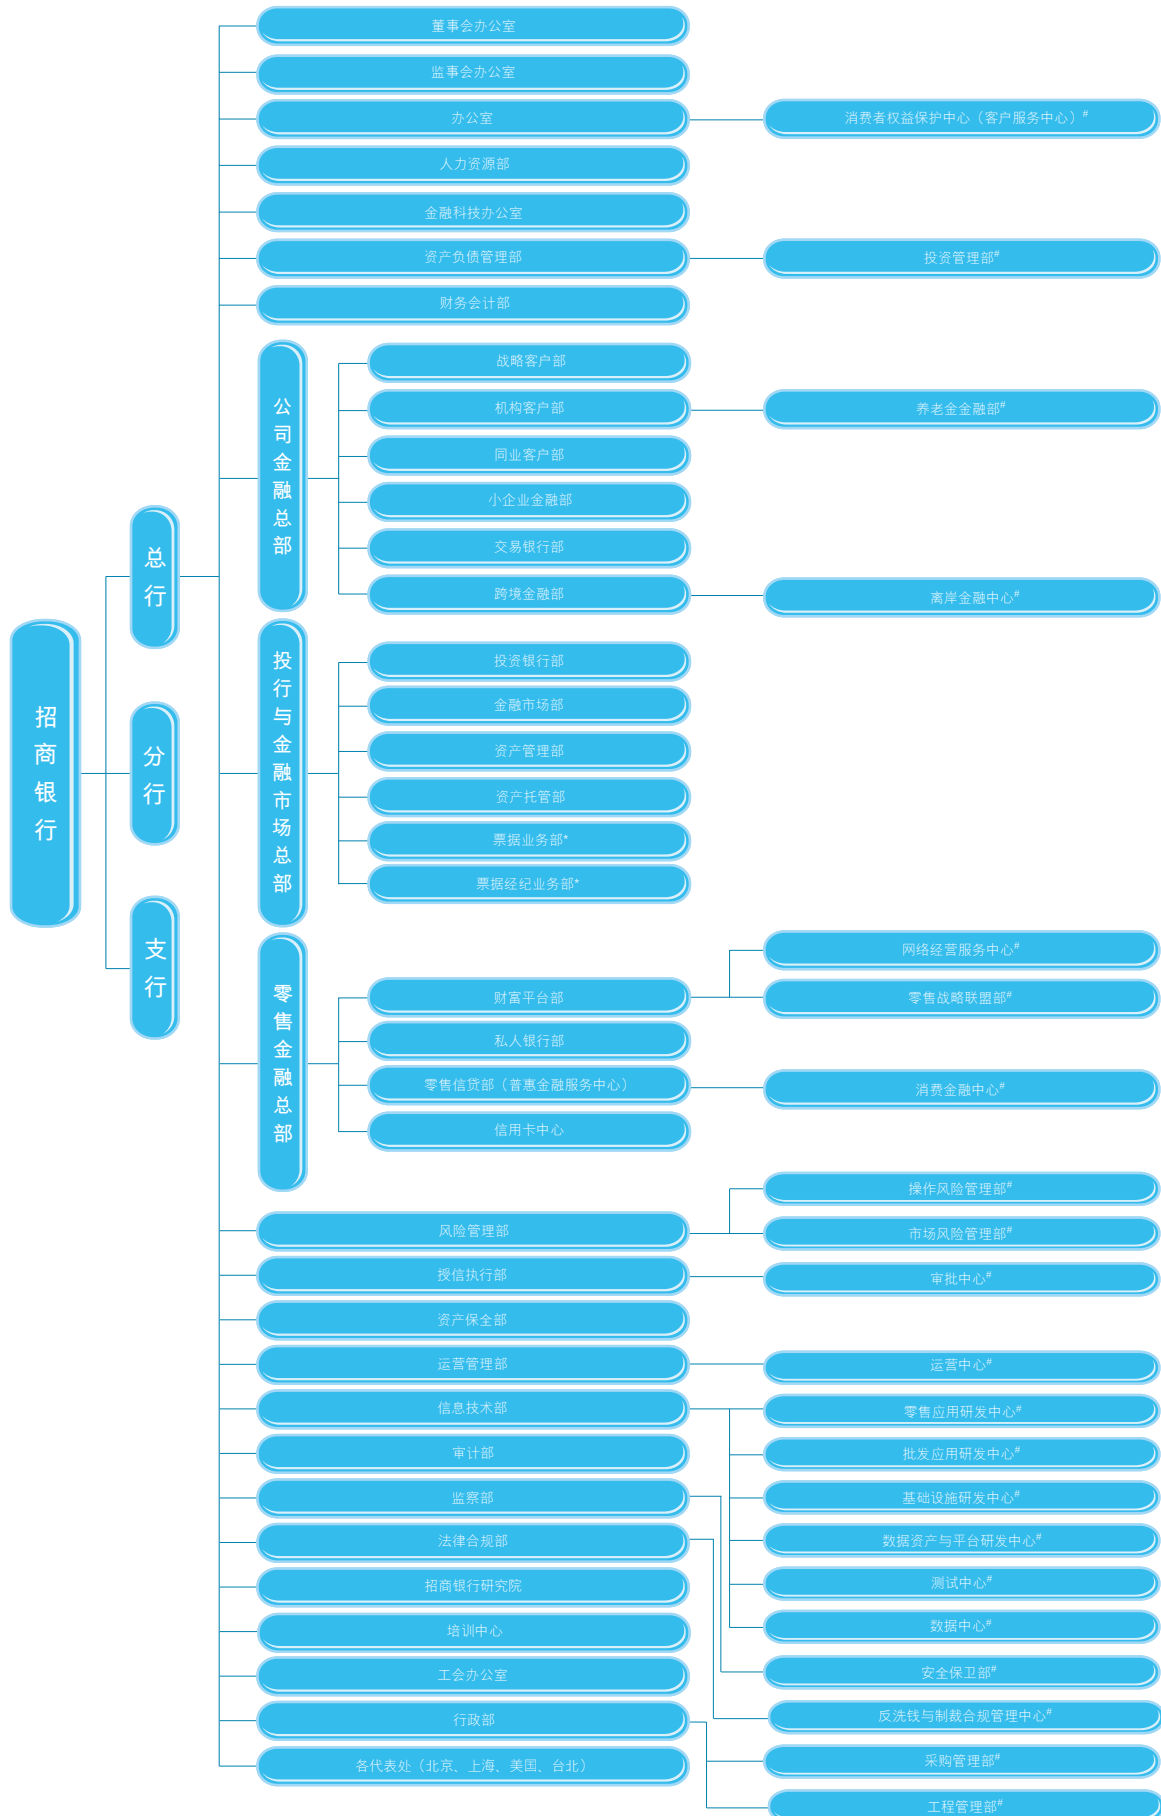 招商银行
总行
分行
支行
董事会办公室
监事会办公室
办公室
消费者权益保护中心（客户服务中心）#
人力资源部
金融科技办公室
资产负债管理部
投资管理部#
财务会计部
公司金融总部
战略客户部
机构客户部
养老金金融部#
同业客户部
小企业金融部
交易银行部
跨境金融部
离岸金融中心#
投行与金融市场总部
投资银行部
金融市场部
资产管理部
资产托管部
票据业务部*
票据经纪业务部*
零售金融总部
财富平台部
网络经营服务中心#
零售战略联盟部#
私人银行部
零售信贷部（普惠金融服务中心）
消费金融中心#
信用卡中心
风险管理部
操作风险管理部#
市场风险管理部#
授信执行部
审批中心#
资产保全部
运营管理部
运营中心#
信息技术部
零售应用研发中心#
批发应用研发中心#
基础设施研发中心#
数据资产与平台研发中心#
测试中心#
数据中心#
审计部
监察部
安全保卫部#
法律合规部
反洗钱与制裁合规管理中心#
招商银行研究院
培训中心
工会办公室
行政部
采购管理部#
工程管理部#
各代表处（北京、上海、美国、台北）